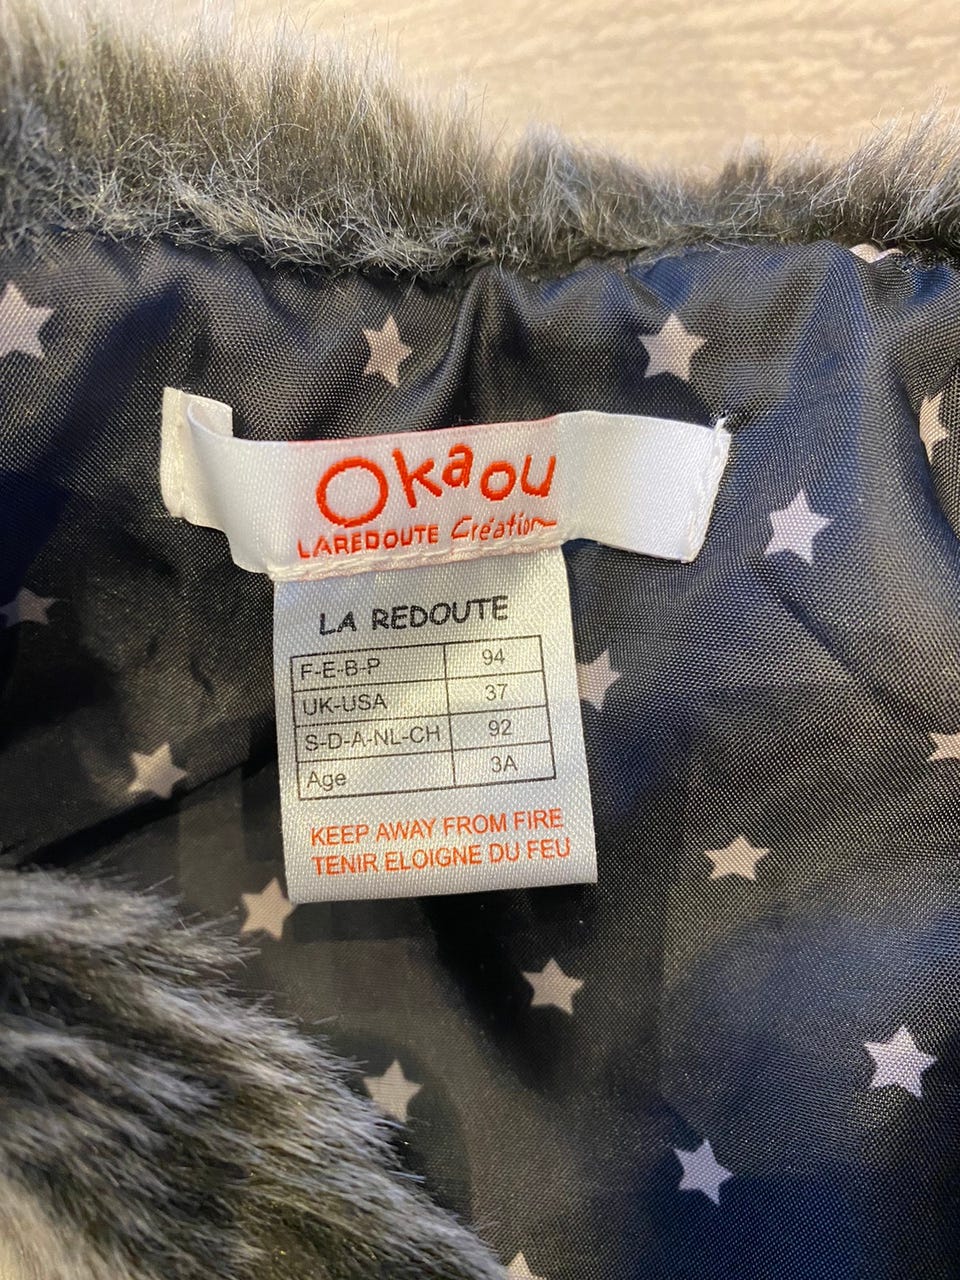 Okaou
LAREDOUTE Création
LA REDOUTE
F-E-B-P 94
UK-USA 37
S-D-A-NL-CH 92
Age 3A
KEEP AWAY FROM FIRE
TENIR ELOIGNE DU FEU